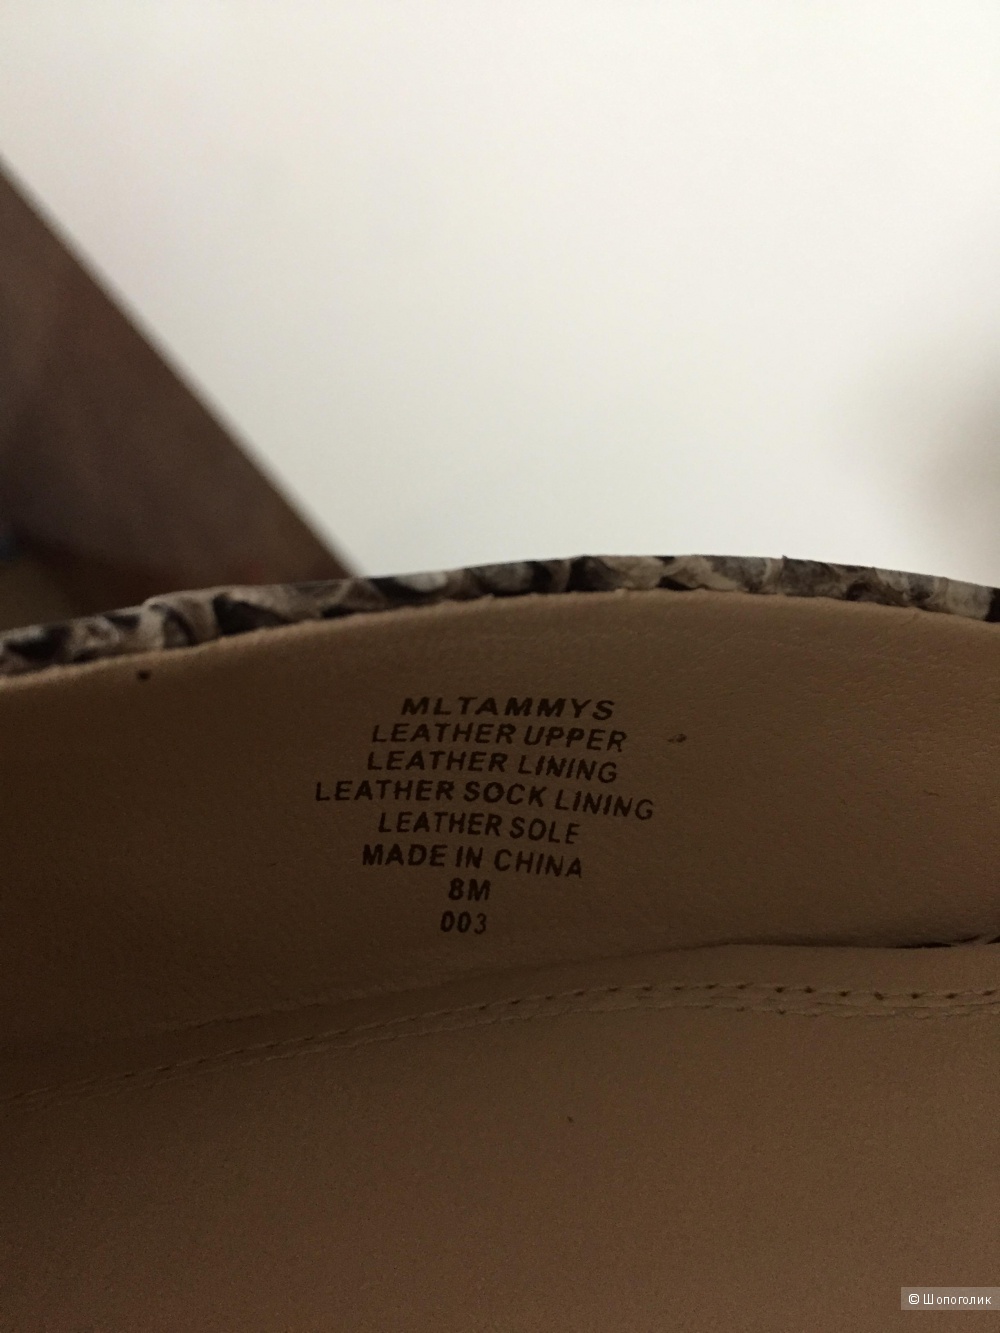 MLTAMMYS
LEATHER UPPER
LEATHER LINING
LEATHER SOCK LINING
LEATHER SOLE
MADE IN CHINA
8M
003
© Шопоголик